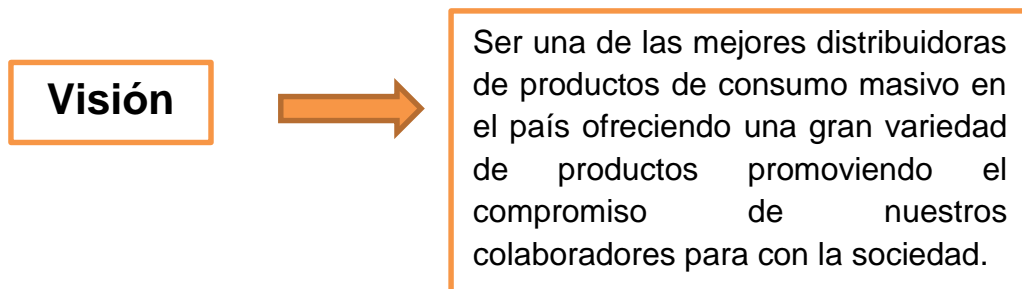 Visión
Ser una de las mejores distribuidoras
de productos de consumo masivo en
el país ofreciendo una gran variedad
de productos promoviendo el
compromiso de nuestros
colaboradores para con la sociedad.